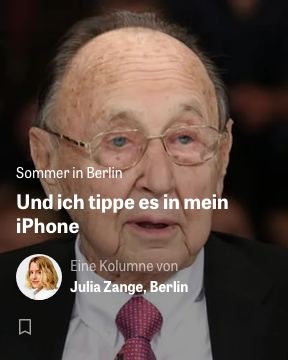 Sommer in Berlin
Und ich tippe es in mein
iPhone
Eine Kolumne von
Julia Zange, Berlin